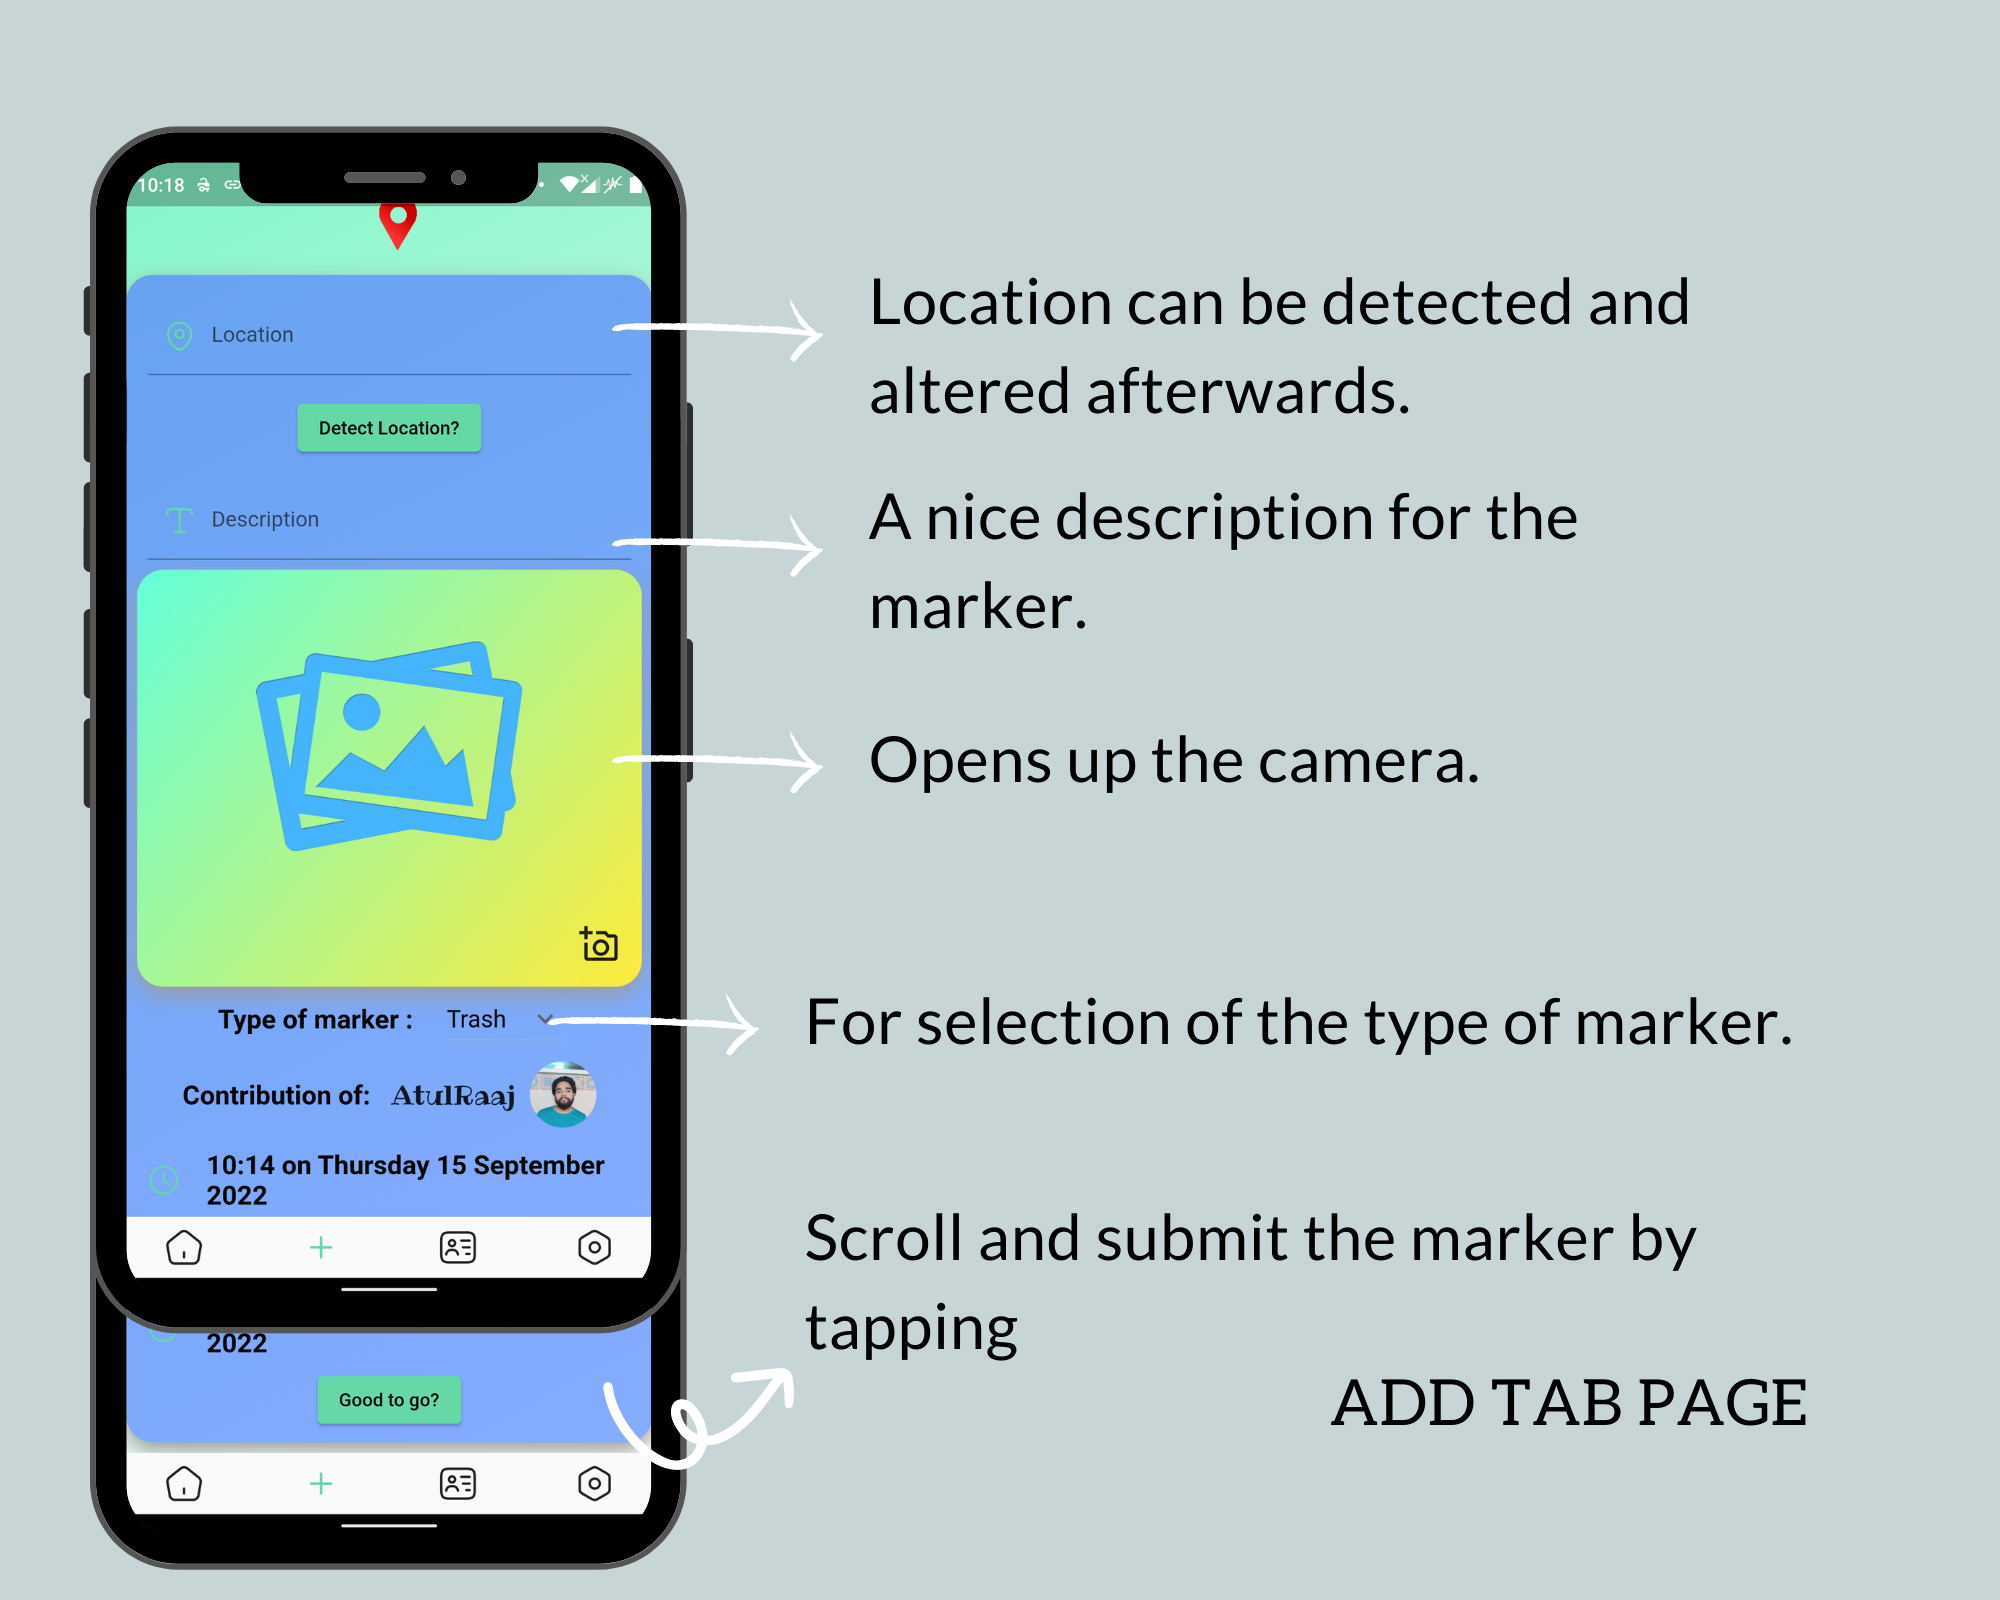 10:18
Location
Detect Location?
Description
Type of marker :
Trash
Contribution of:
AtulRaaj
10:14 on Thursday 15 September
2022
2022
Good to go?
Location can be detected and
altered afterwards.
A nice description for the
marker.
Opens up the camera.
For selection of the type of marker.
Scroll and submit the marker by
tapping
ADD TAB PAGE